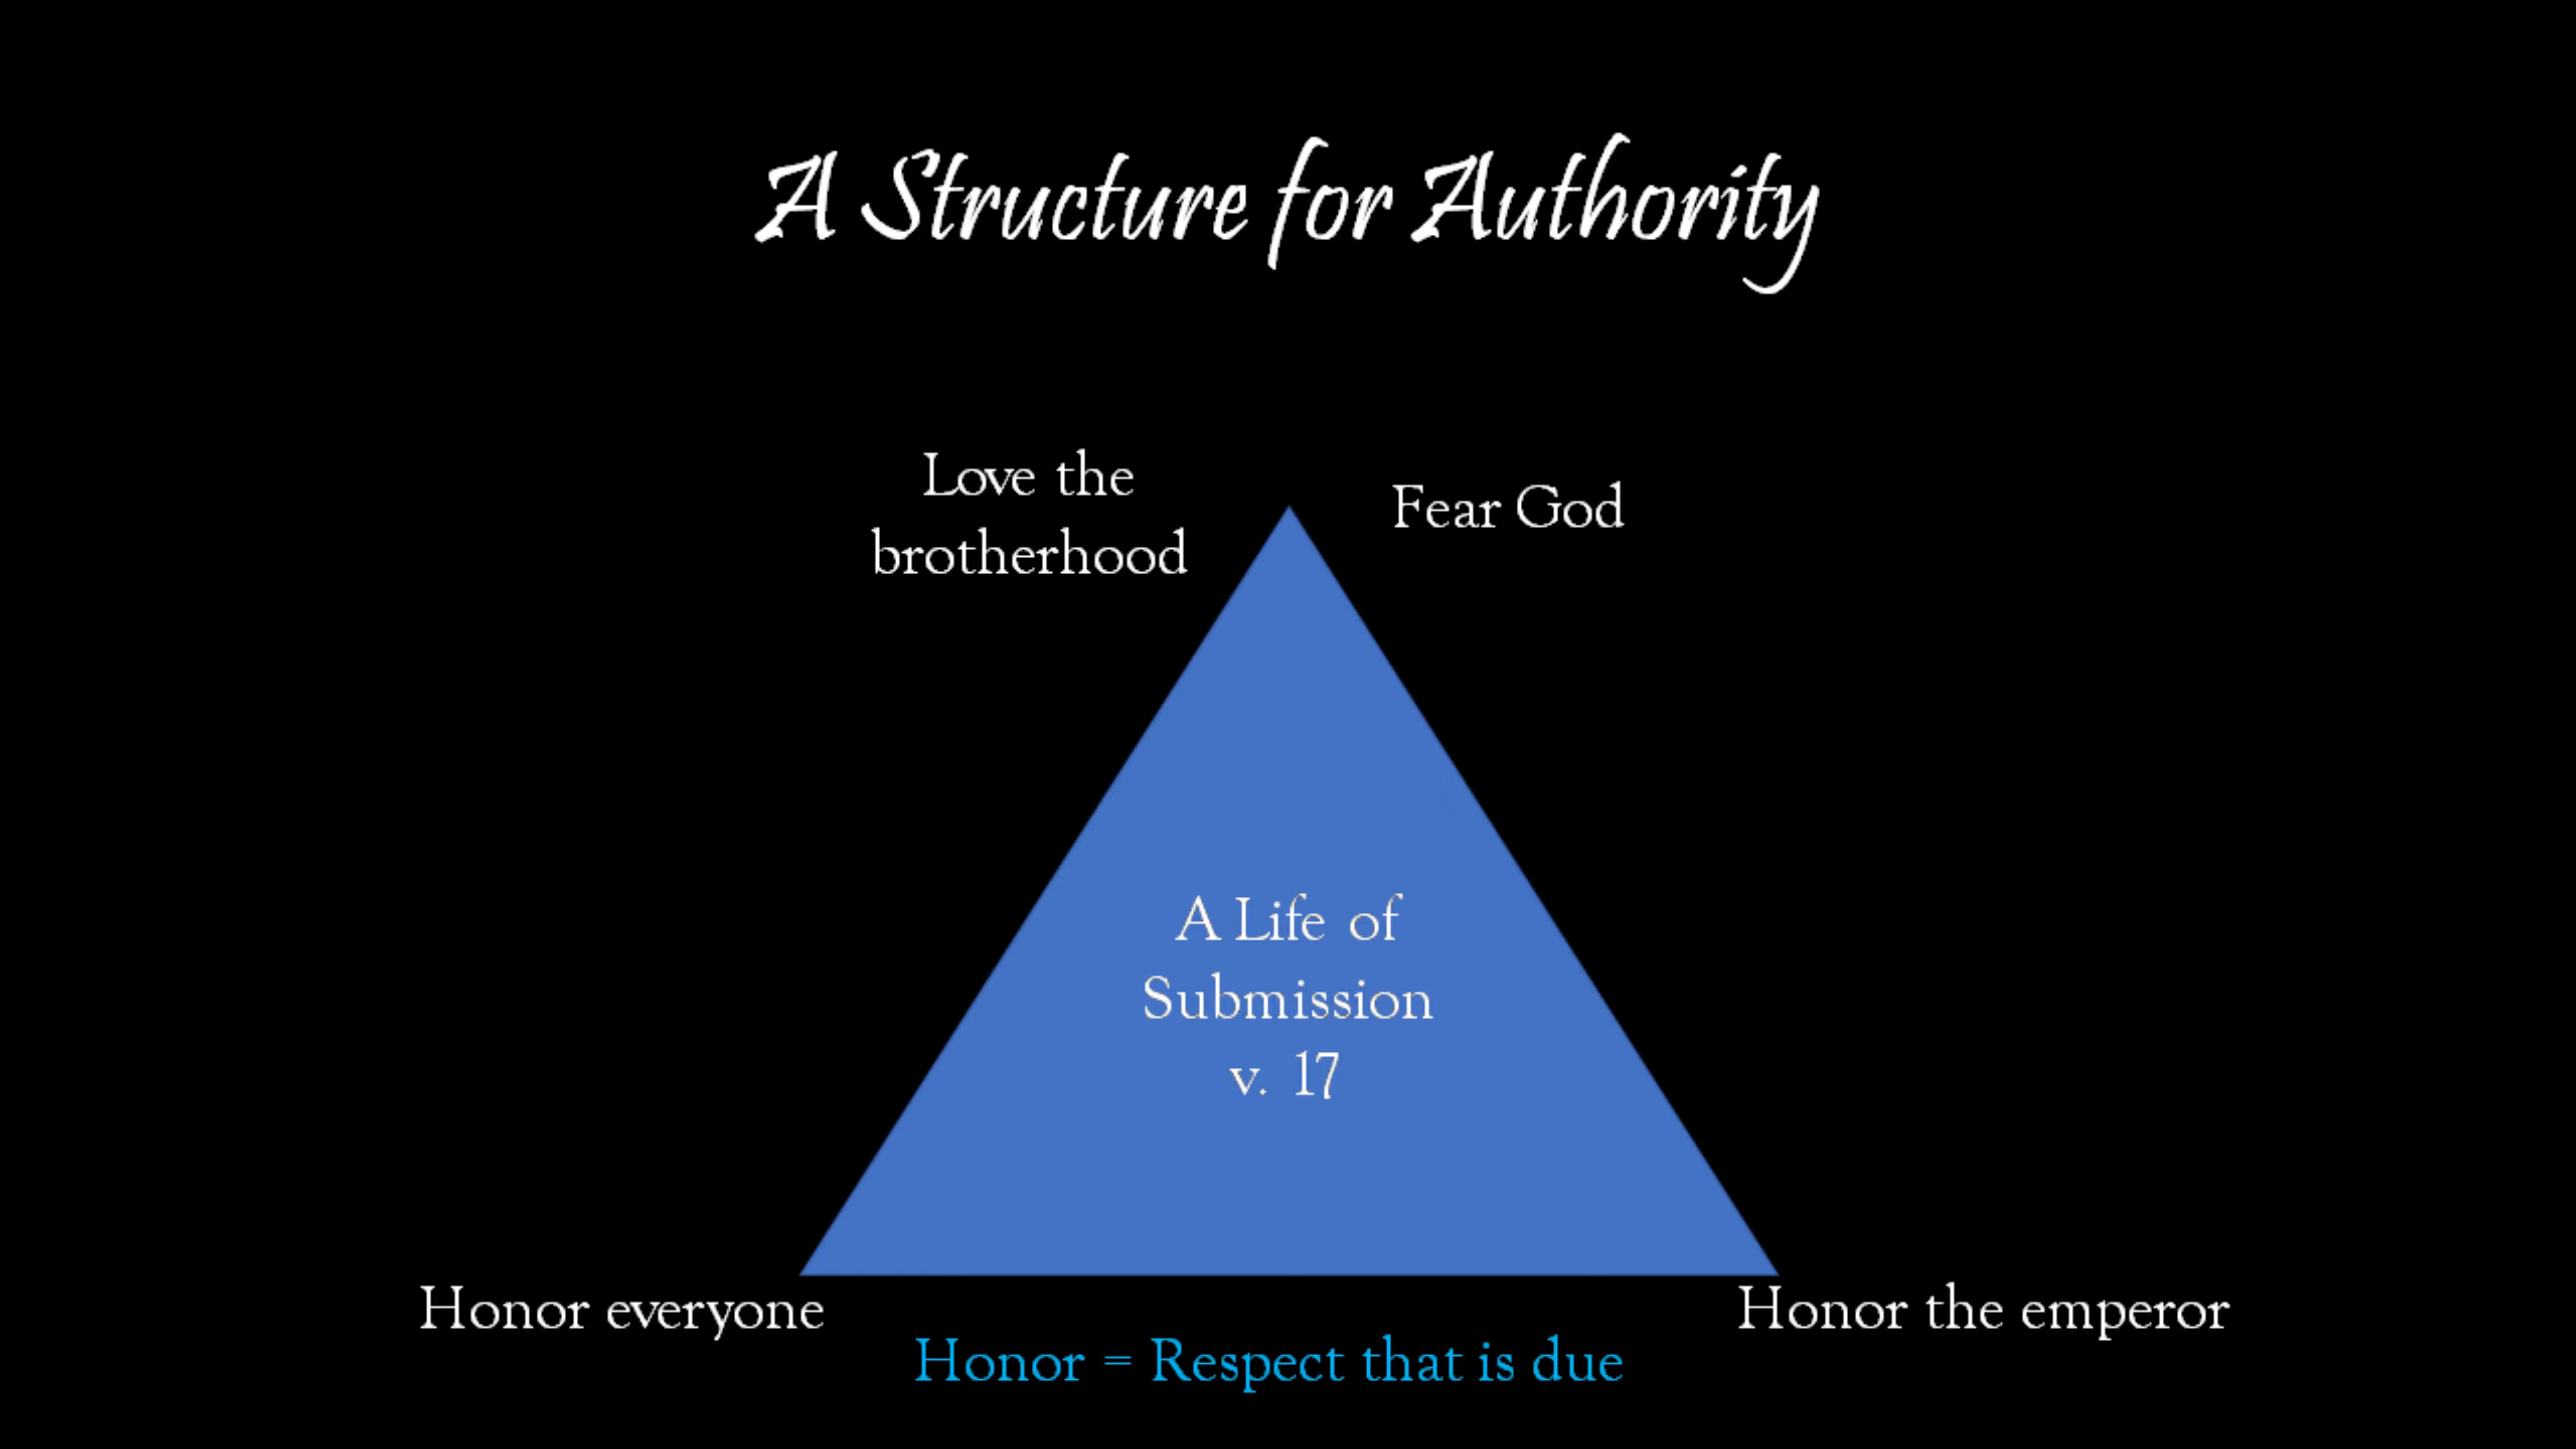 A Structure for Authority
Love the
brotherhood
Fear God
A Life of
Submission
v. 17
Honor everyone
Honor the emperor
Honor = Respect that is due